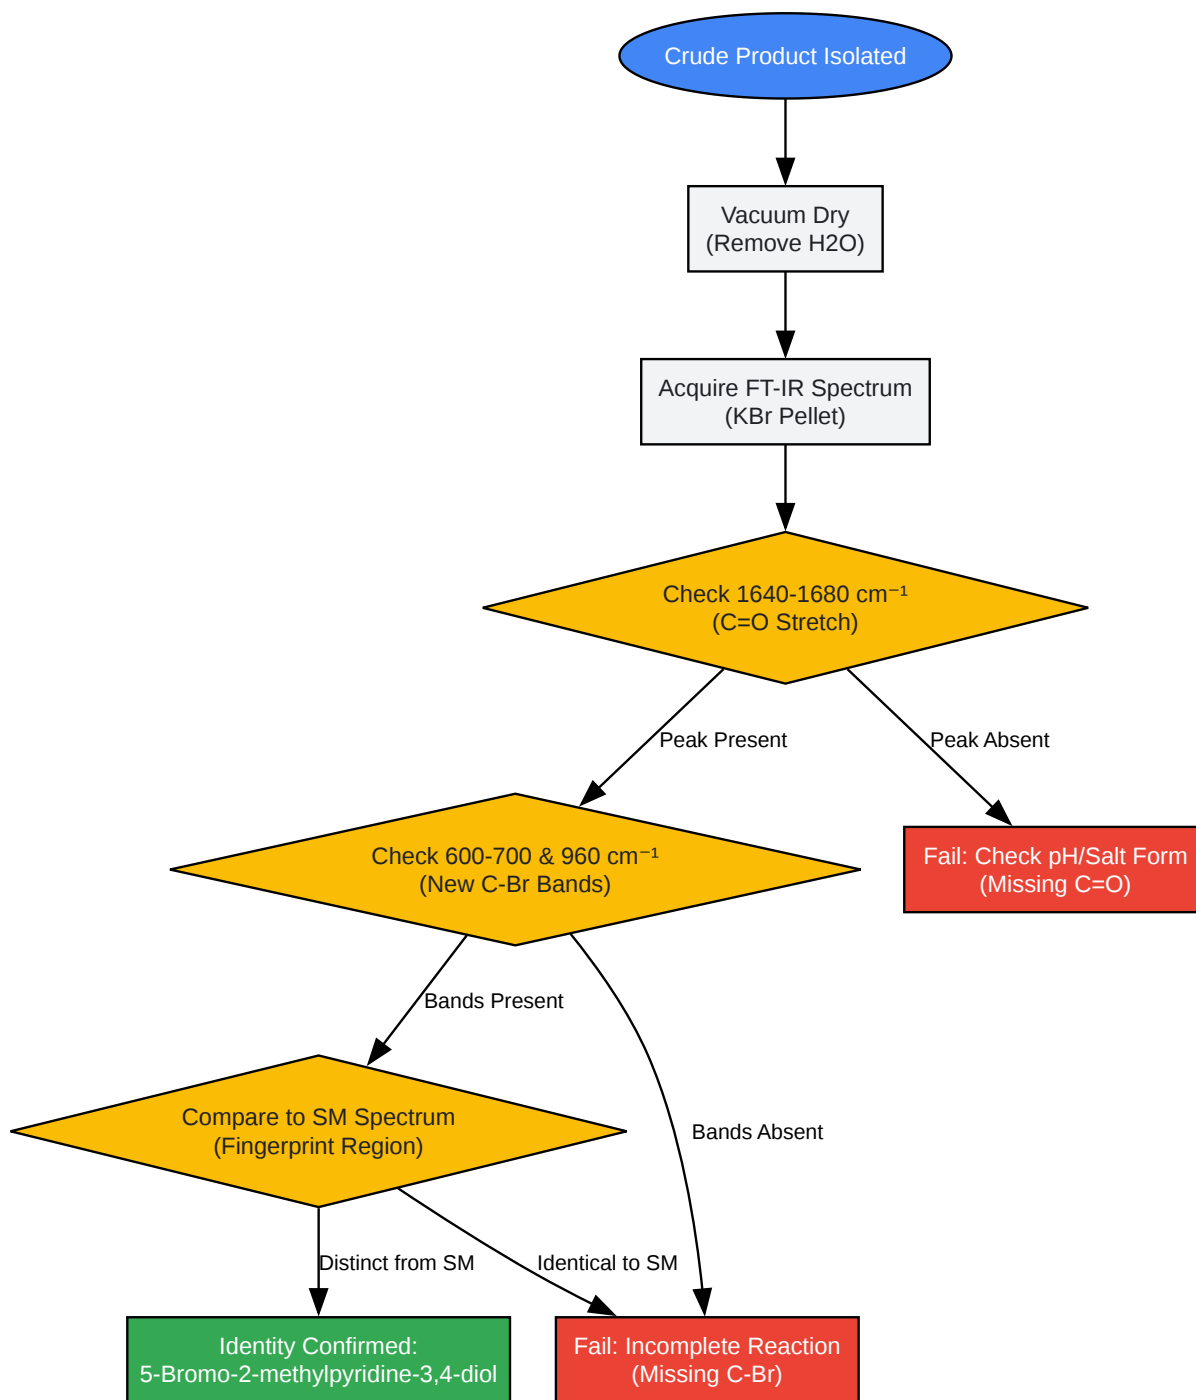 Crude Product Isolated
Vacuum Dry
(Remove H2O)
Acquire FT-IR Spectrum
(KBr Pellet)
Check 1640-1680 cm⁻¹
(C=O Stretch)
Peak Present
Peak Absent
Check 600-700 & 960 cm⁻¹
(New C-Br Bands)
Fail: Check pH/Salt Form
(Missing C=O)
Bands Present
Compare to SM Spectrum
(Fingerprint Region)
Bands Absent
Distinct from SM
Identical to SM
Identity Confirmed:
5-Bromo-2-methylpyridine-3,4-diol
Fail: Incomplete Reaction
(Missing C-Br)